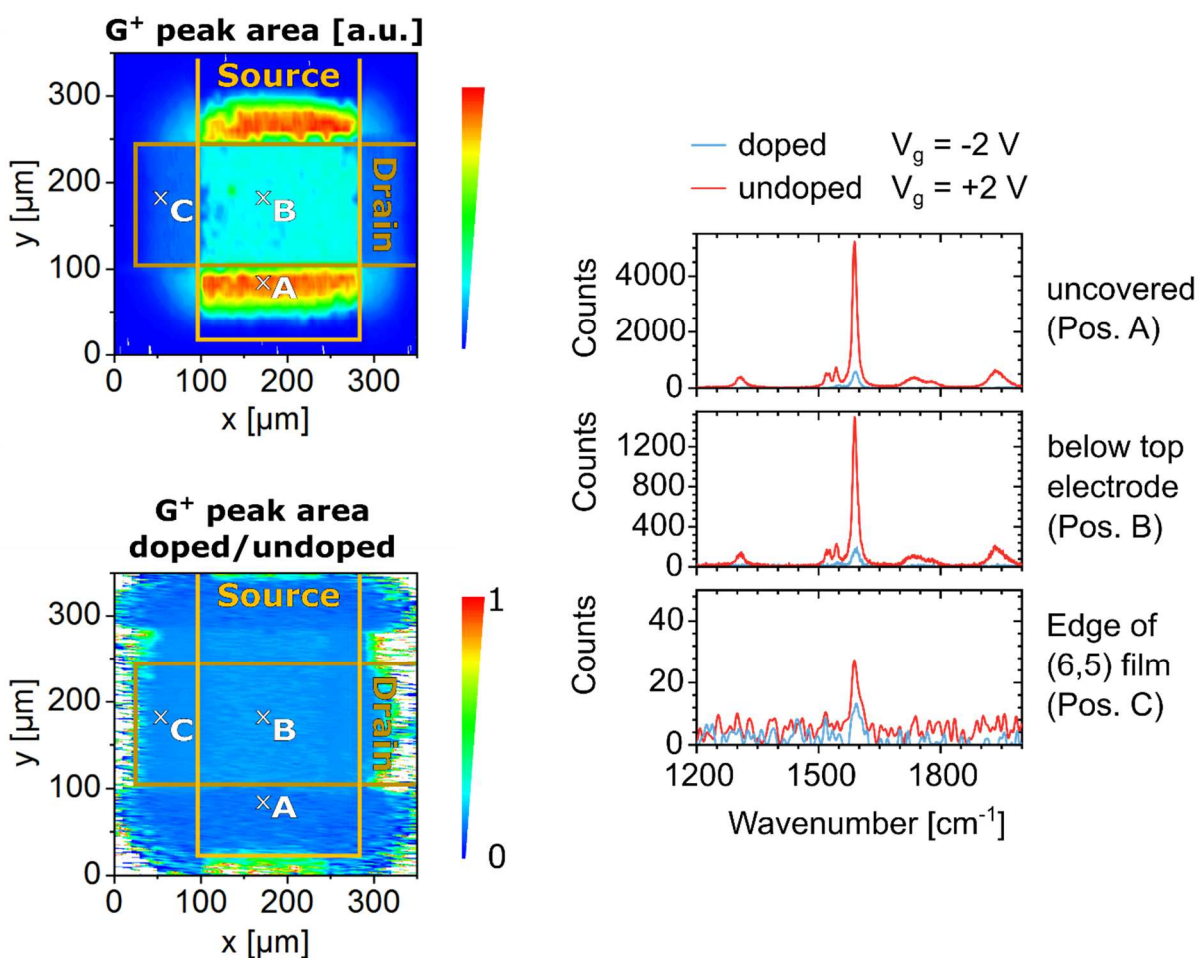 G⁺ peak area [a.u.]
Source
Drain
C
B
A
300
200
100
0
y [µm]
0 100 200 300
x [µm]
G⁺ peak area
doped/undoped
Source
Drain
C
B
A
300
200
100
0
y [µm]
0 100 200 300
x [µm]
1
0
doped V_g = -2 V
undoped V_g = +2 V
4000
2000
0
Counts
uncovered
(Pos. A)
1200
800
400
0
Counts
below top
electrode
(Pos. B)
40
20
0
Counts
Edge of
(6,5) film
(Pos. C)
1200 1500 1800
Wavenumber [cm⁻¹]